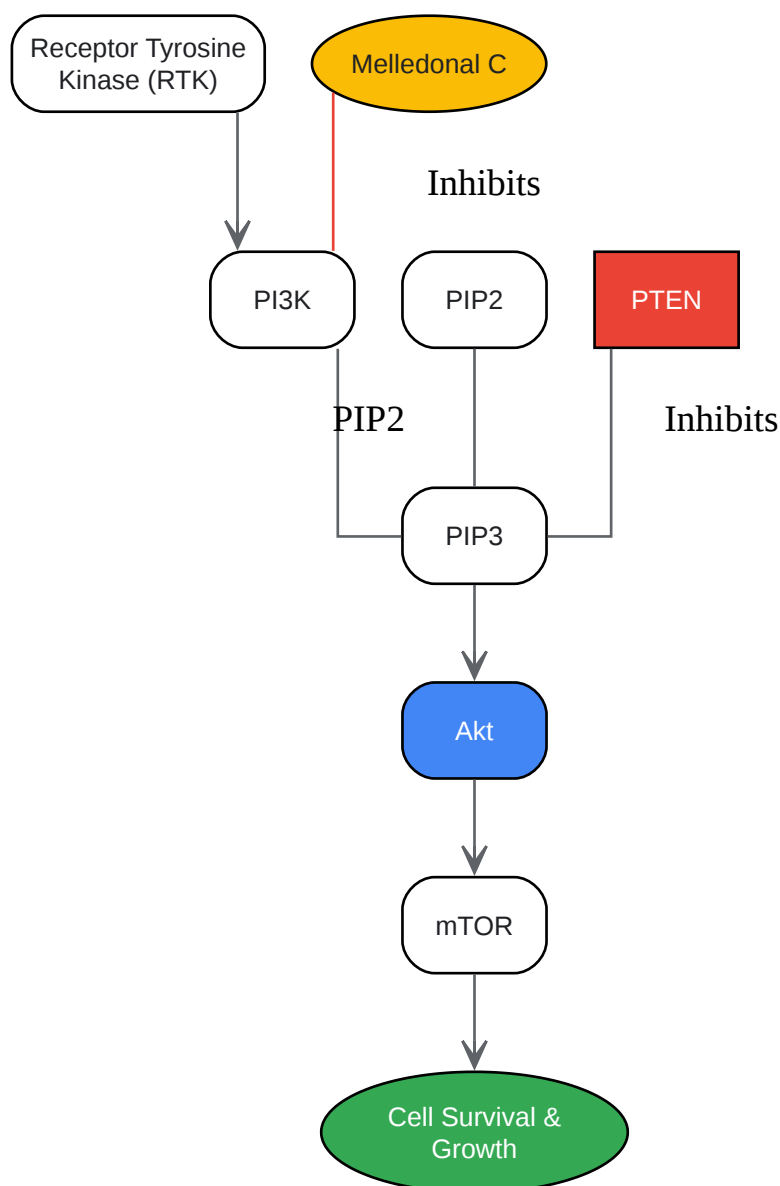 Receptor Tyrosine
Kinase (RTK)
Melledonal C
Inhibits
PI3K
PIP2
PTEN
PIP2
Inhibits
PIP3
Akt
mTOR
Cell Survival &
Growth